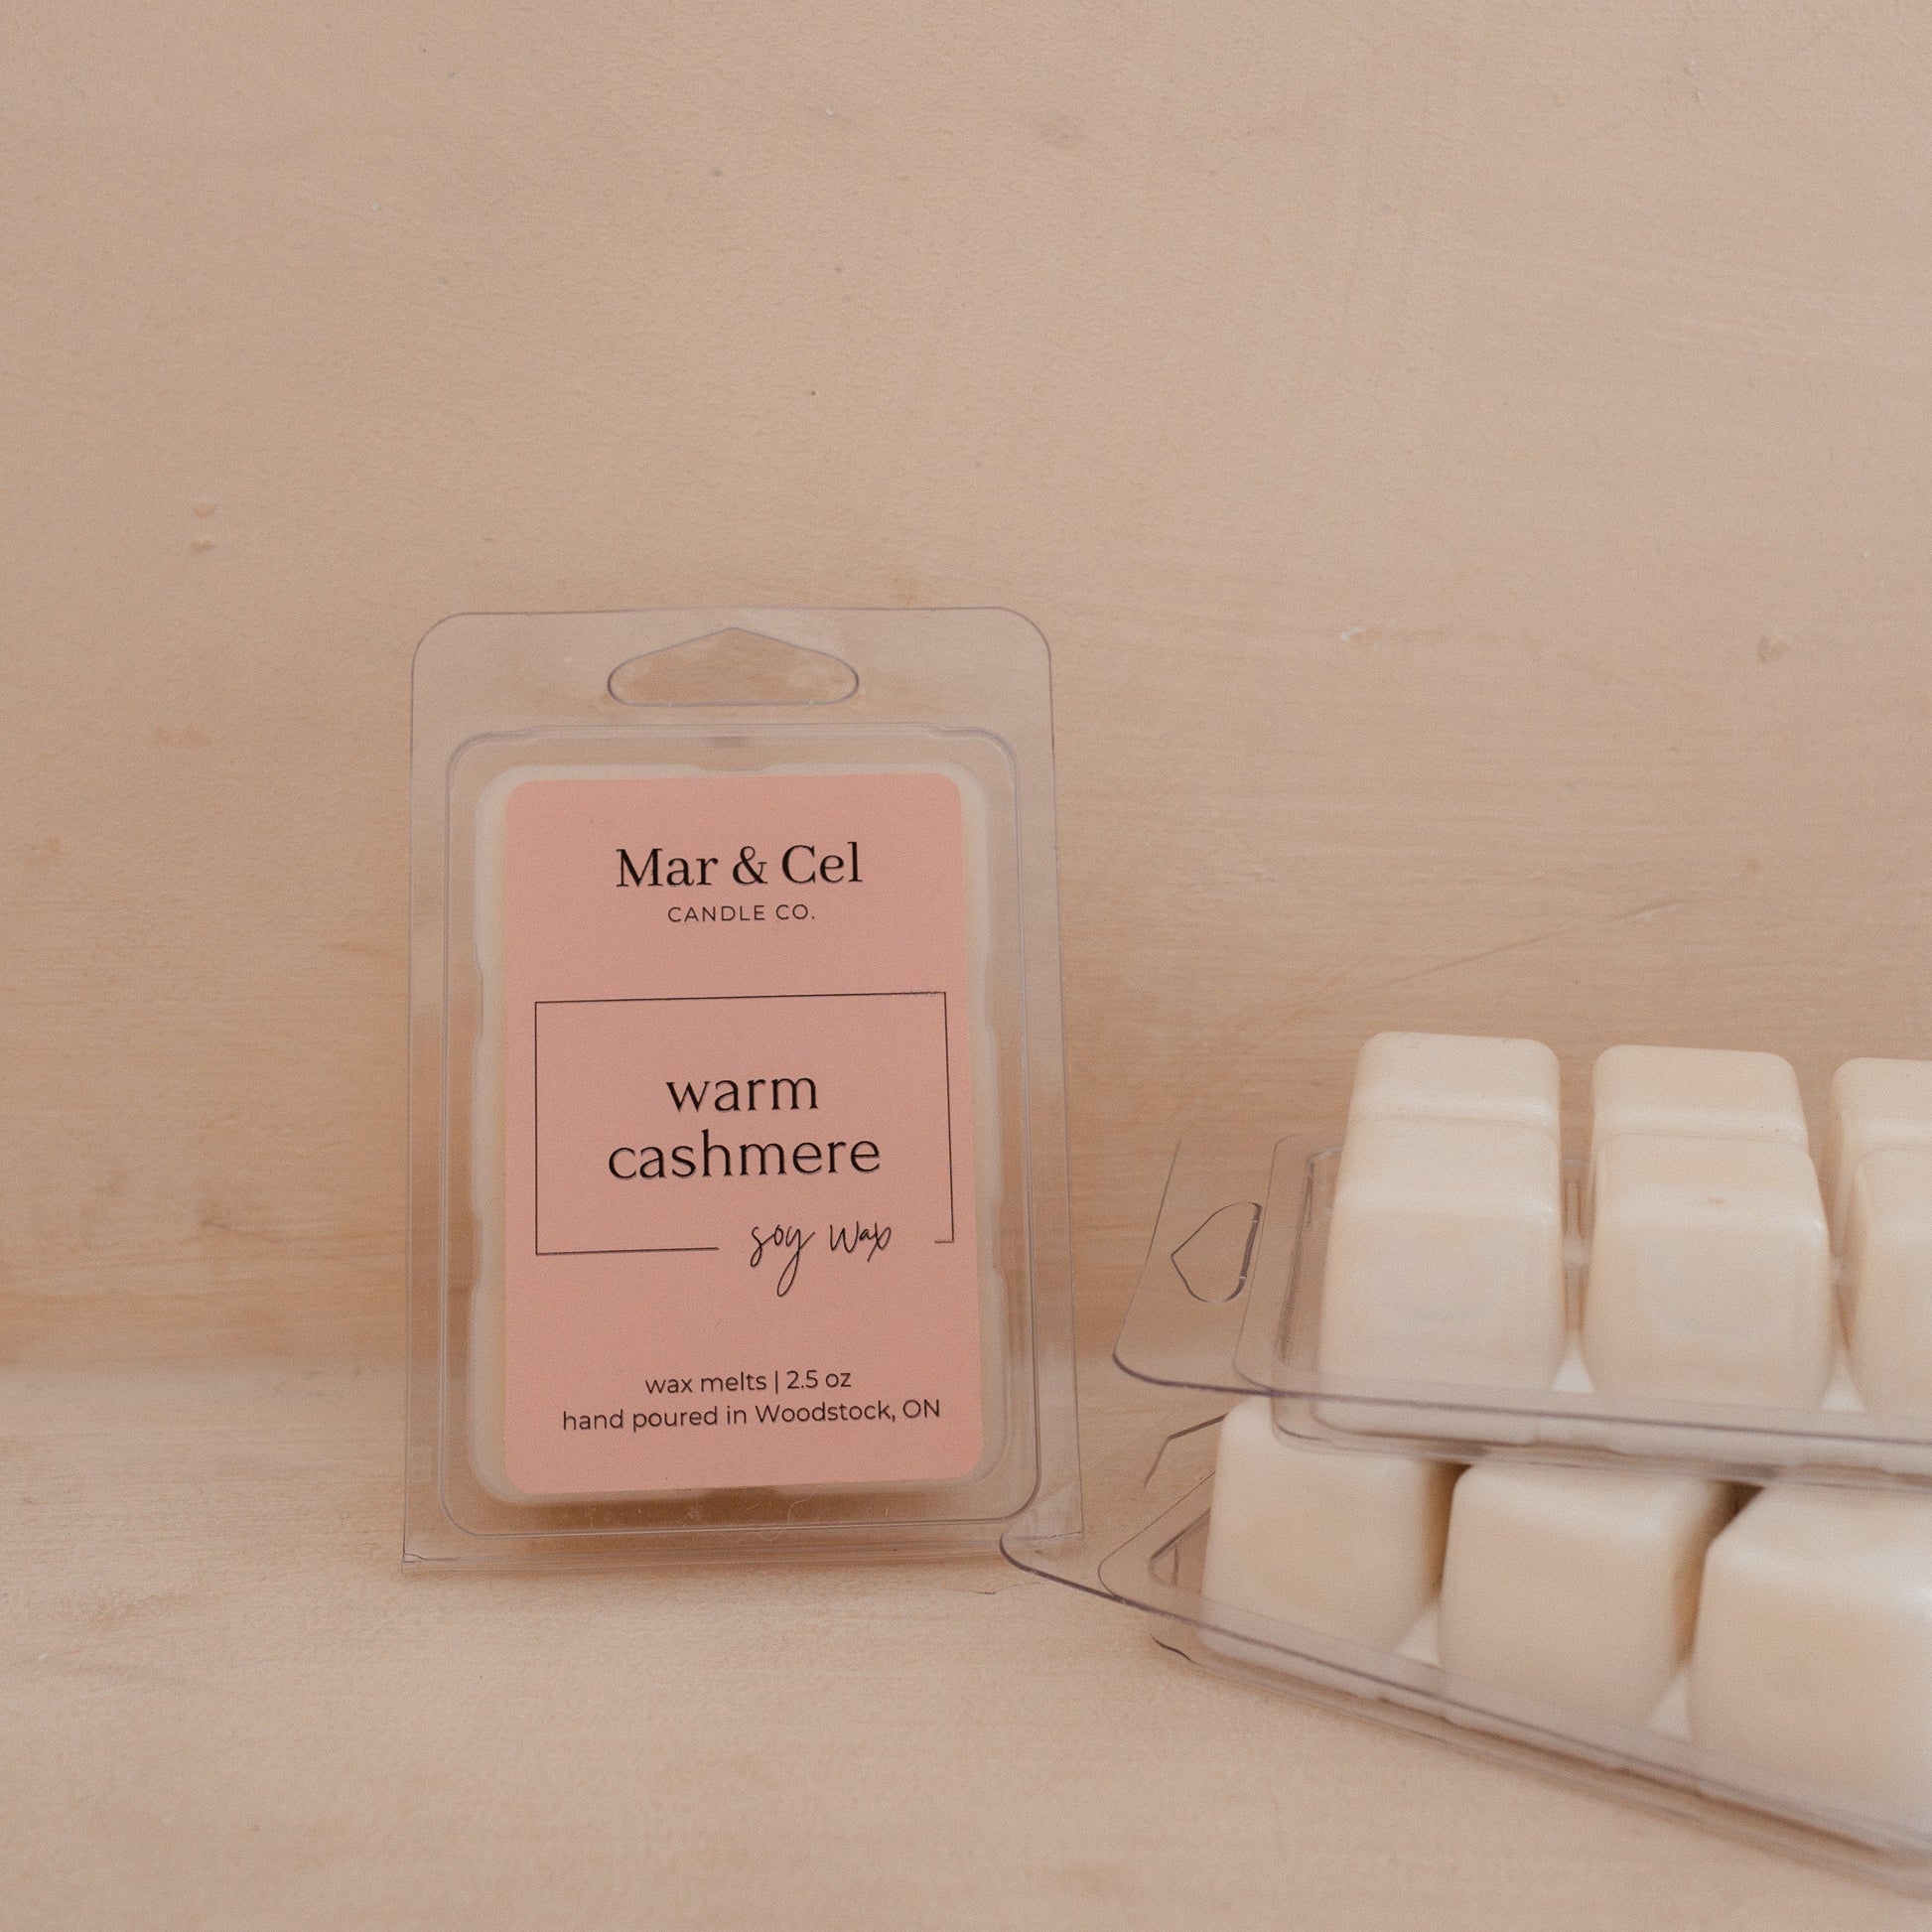 Mar & Cel
CANDLE CO.
warm
cashmere
soy wax
wax melts | 2.5 oz
hand poured in Woodstock, ON